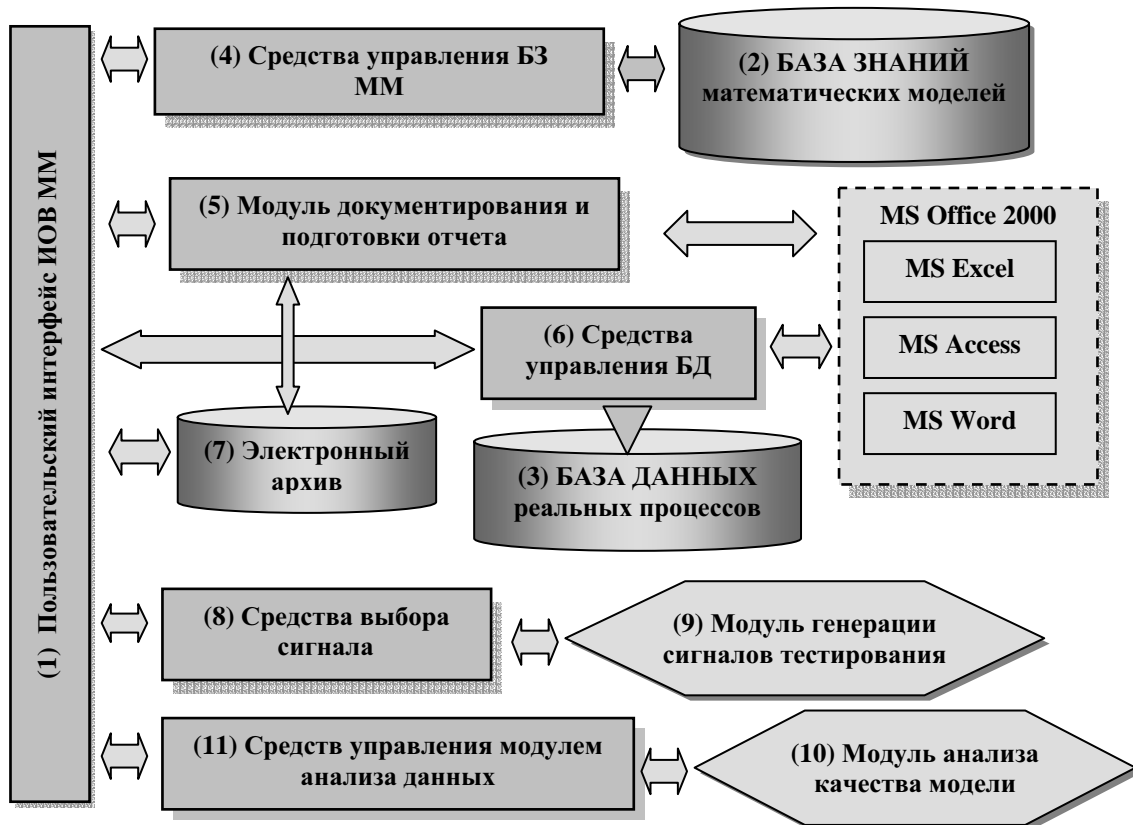 (1) Пользовательский интерфейс ИОВ ММ
(4) Средства управления БЗ
ММ
(2) БАЗА ЗНАНИЙ
математических моделей
(5) Модуль документирования и
подготовки отчета
MS Office 2000
MS Excel
MS Access
MS Word
(6) Средства
управления БД
(7) Электронный
архив
(3) БАЗА ДАННЫХ
реальных процессов
(8) Средства выбора
сигнала
(9) Модуль генерации
сигналов тестирования
(11) Средств управления модулем
анализа данных
(10) Модуль анализа
качества модели